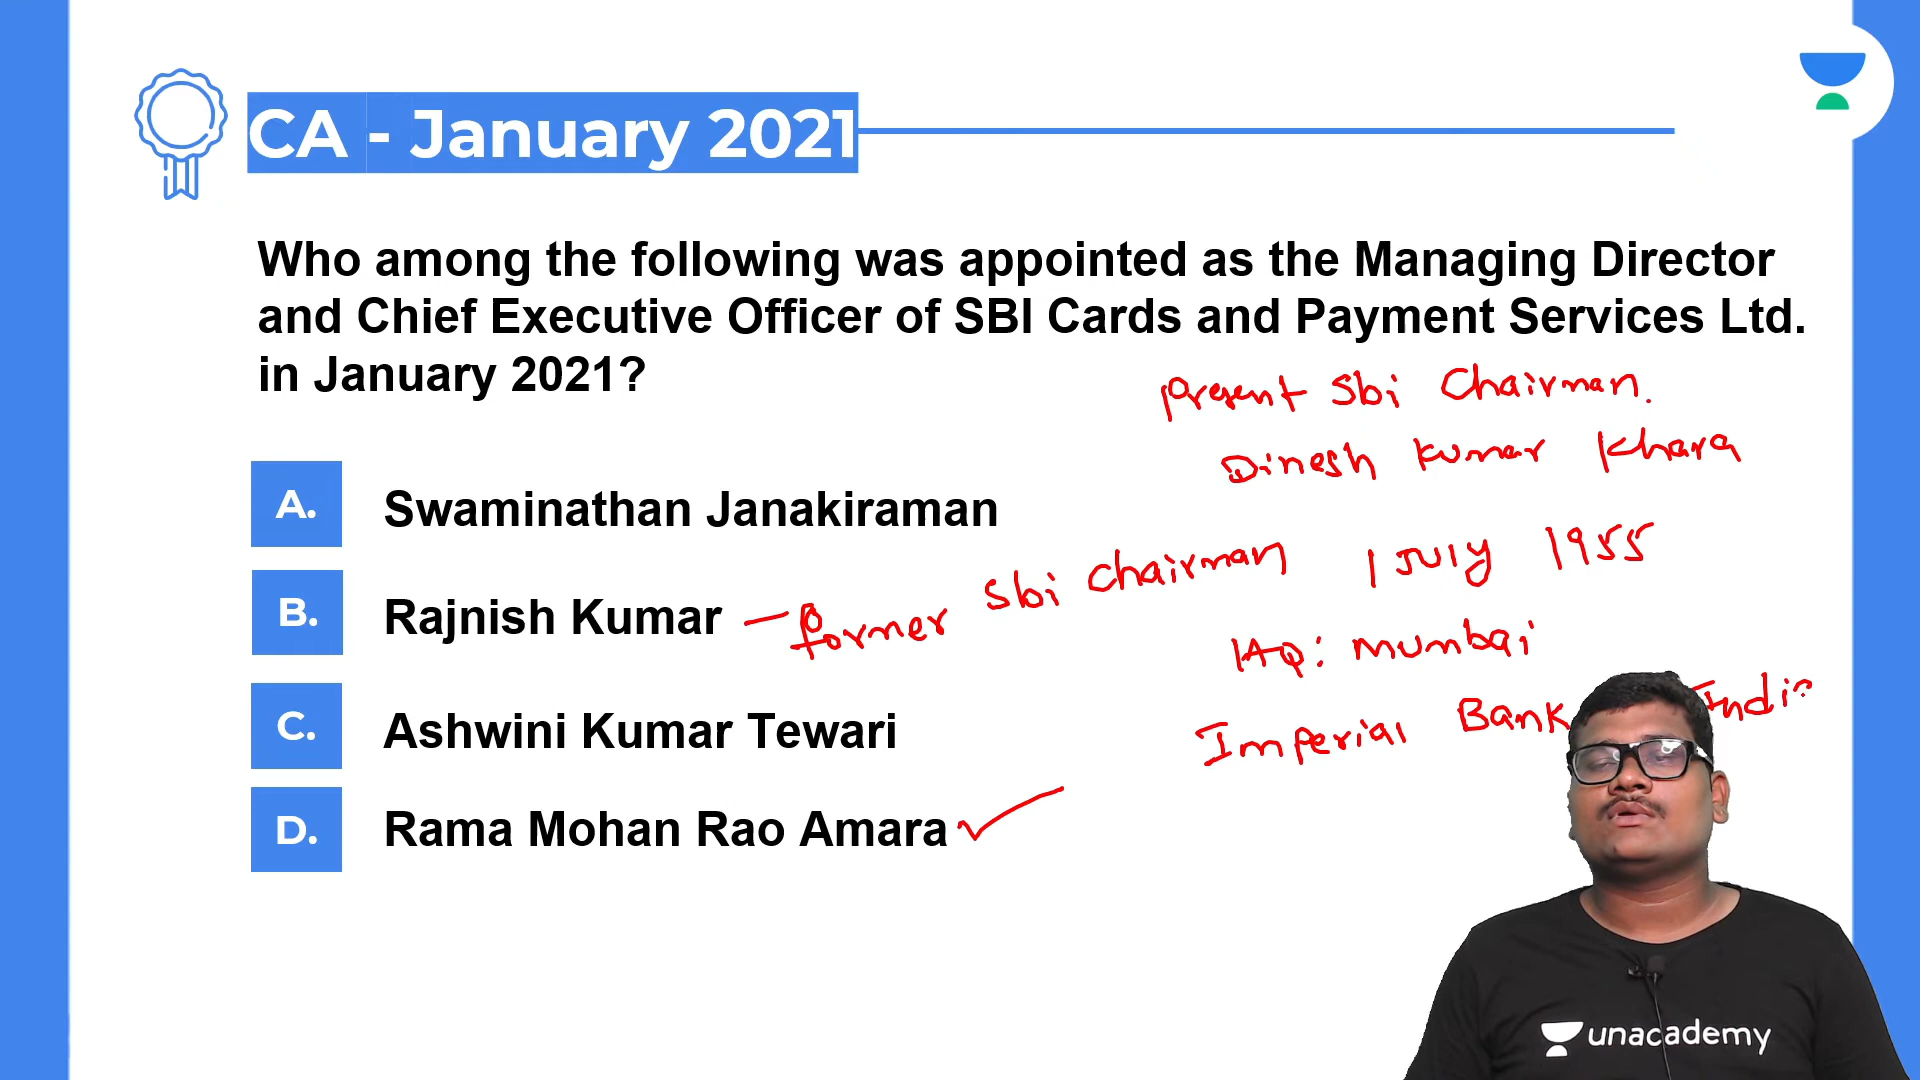 CA - January 2021
Who among the following was appointed as the Managing Director
and Chief Executive Officer of SBI Cards and Payment Services Ltd.
in January 2021?
Present Sbi Chairman.
Dinesh Kumar Khara
A. Swaminathan Janakiraman
1 July 1955
B. Rajnish Kumar - former Sbi Chairman
HQ: Mumbai
Imperial Bank India
C. Ashwini Kumar Tewari
D. Rama Mohan Rao Amara
unacademy